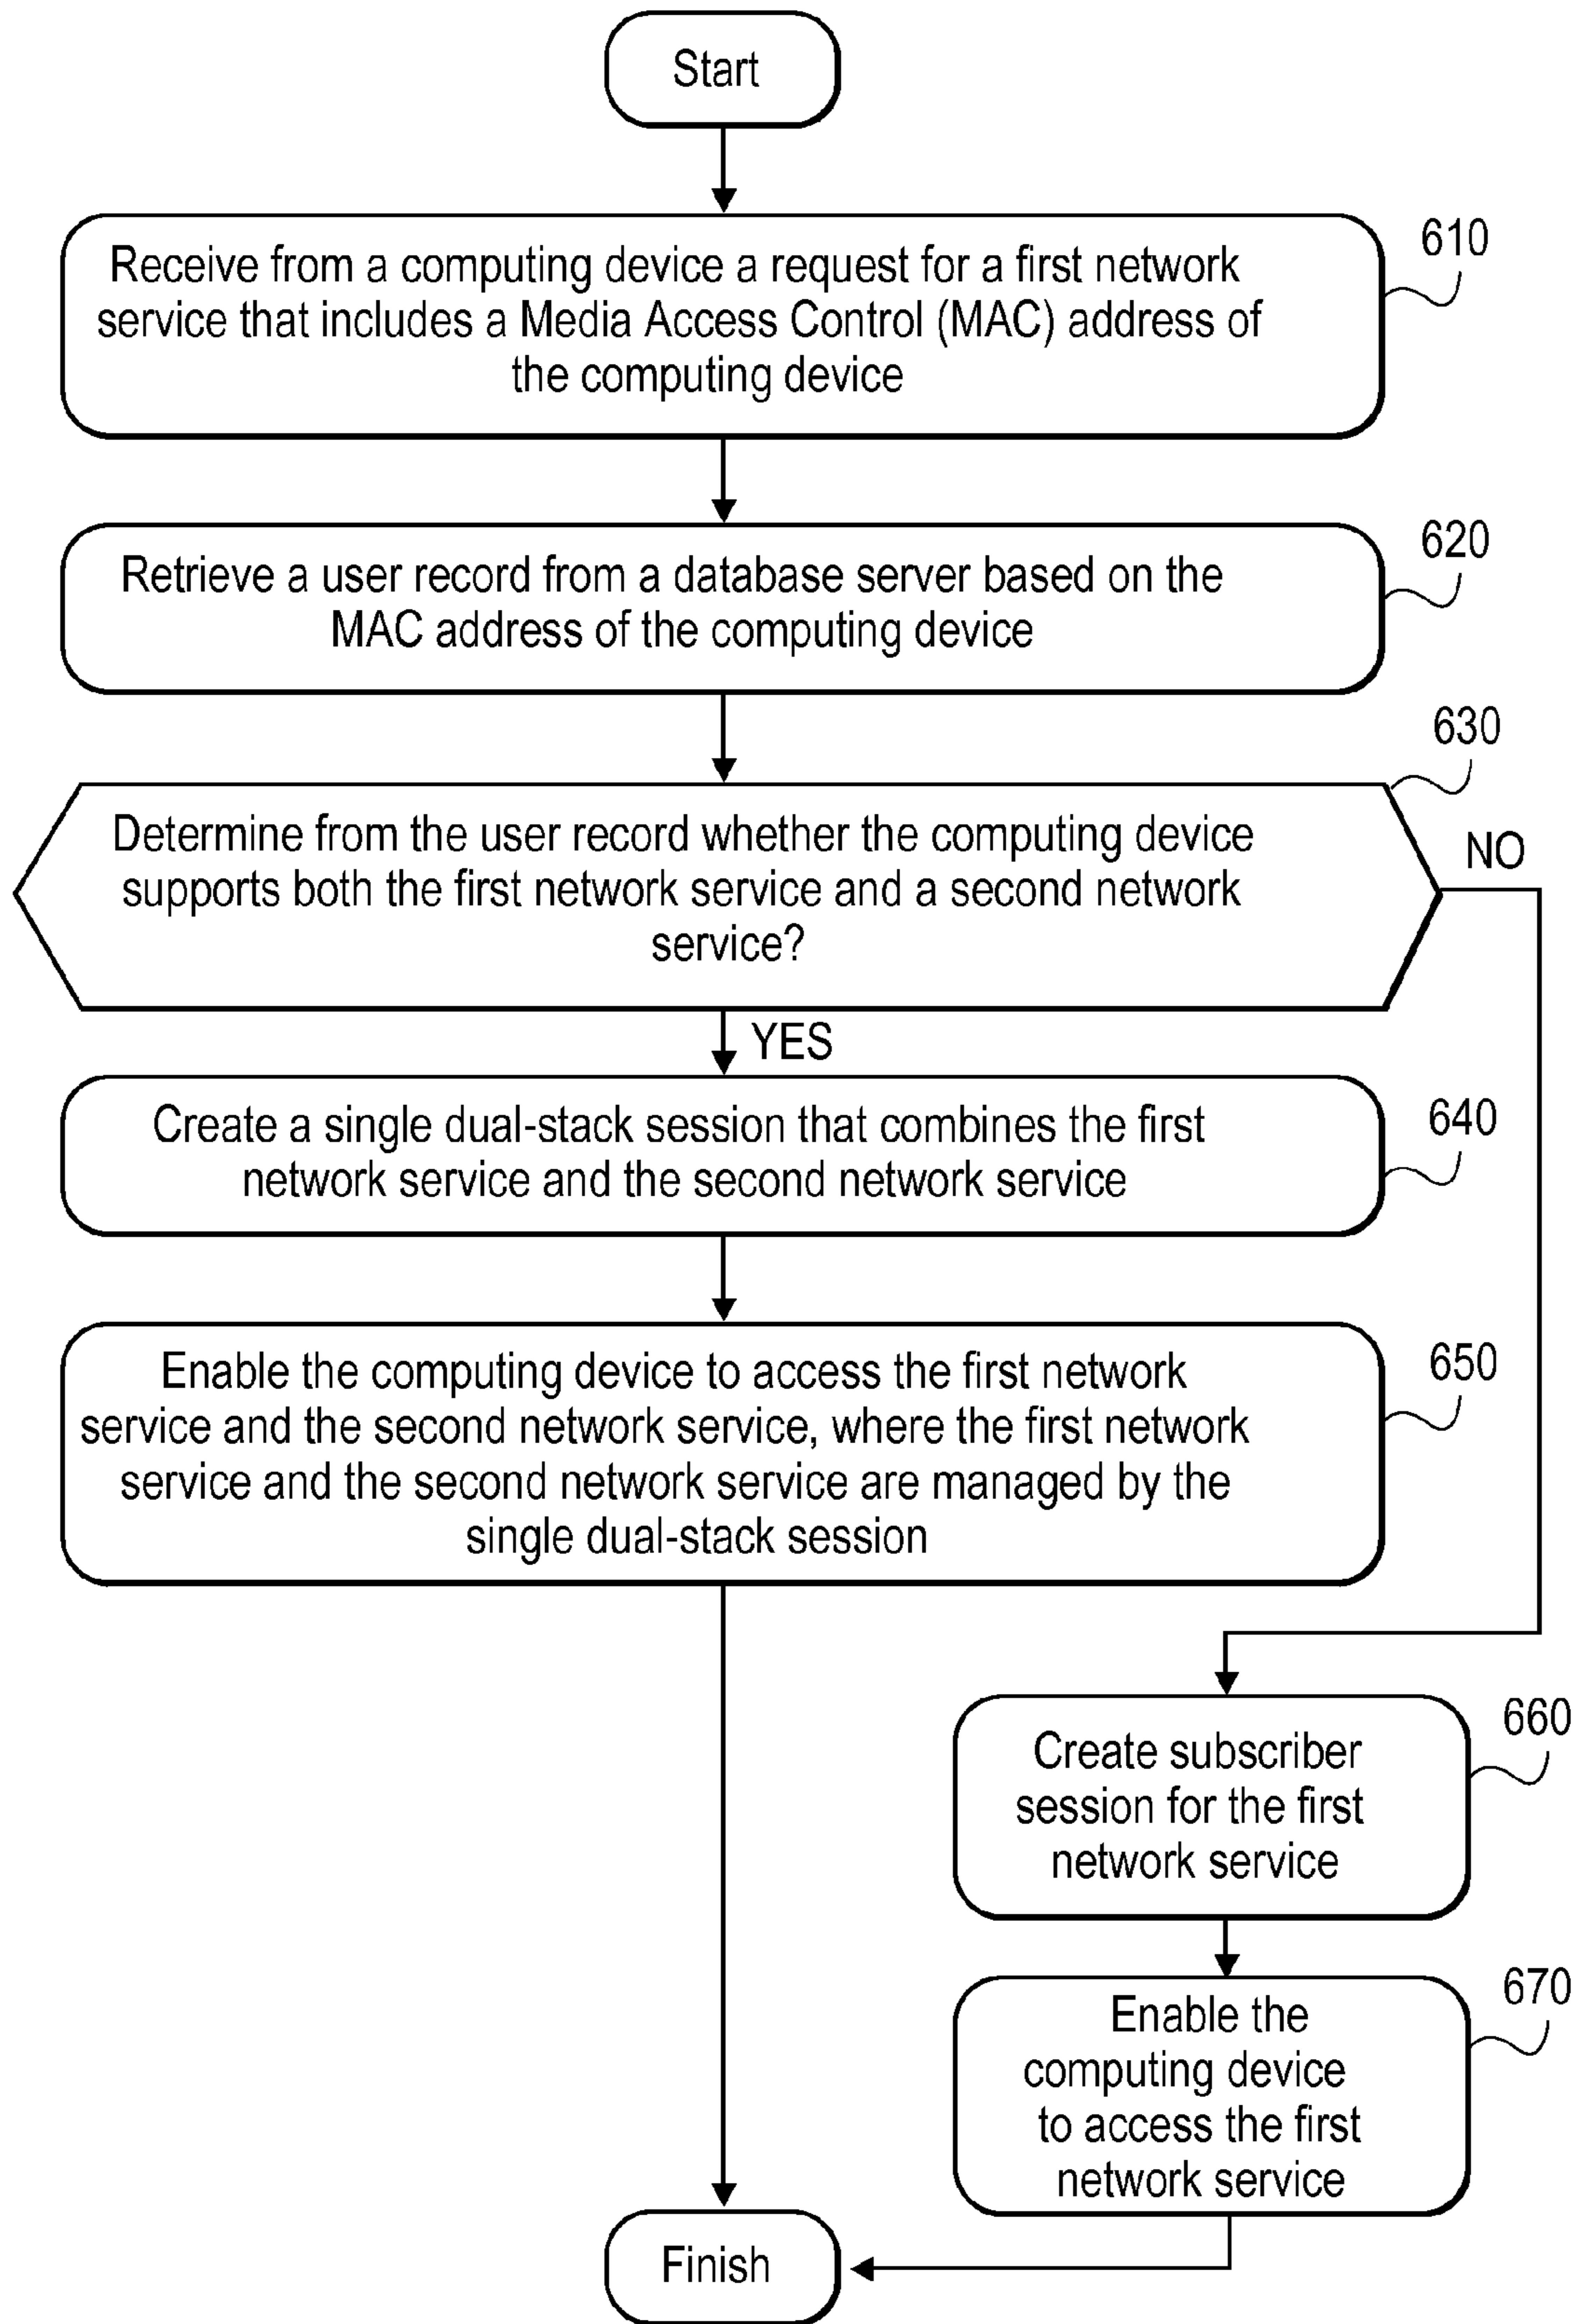 Start
Receive from a computing device a request for a first network
service that includes a Media Access Control (MAC) address of
the computing device
610
Retrieve a user record from a database server based on the
MAC address of the computing device
620
630
Determine from the user record whether the computing device
supports both the first network service and a second network
service?
NO
YES
Create a single dual-stack session that combines the first
network service and the second network service
640
Enable the computing device to access the first network
service and the second network service, where the first network
service and the second network service are managed by the
single dual-stack session
650
Create subscriber
session for the first
network service
660
Enable the
computing device
to access the first
network service
670
Finish